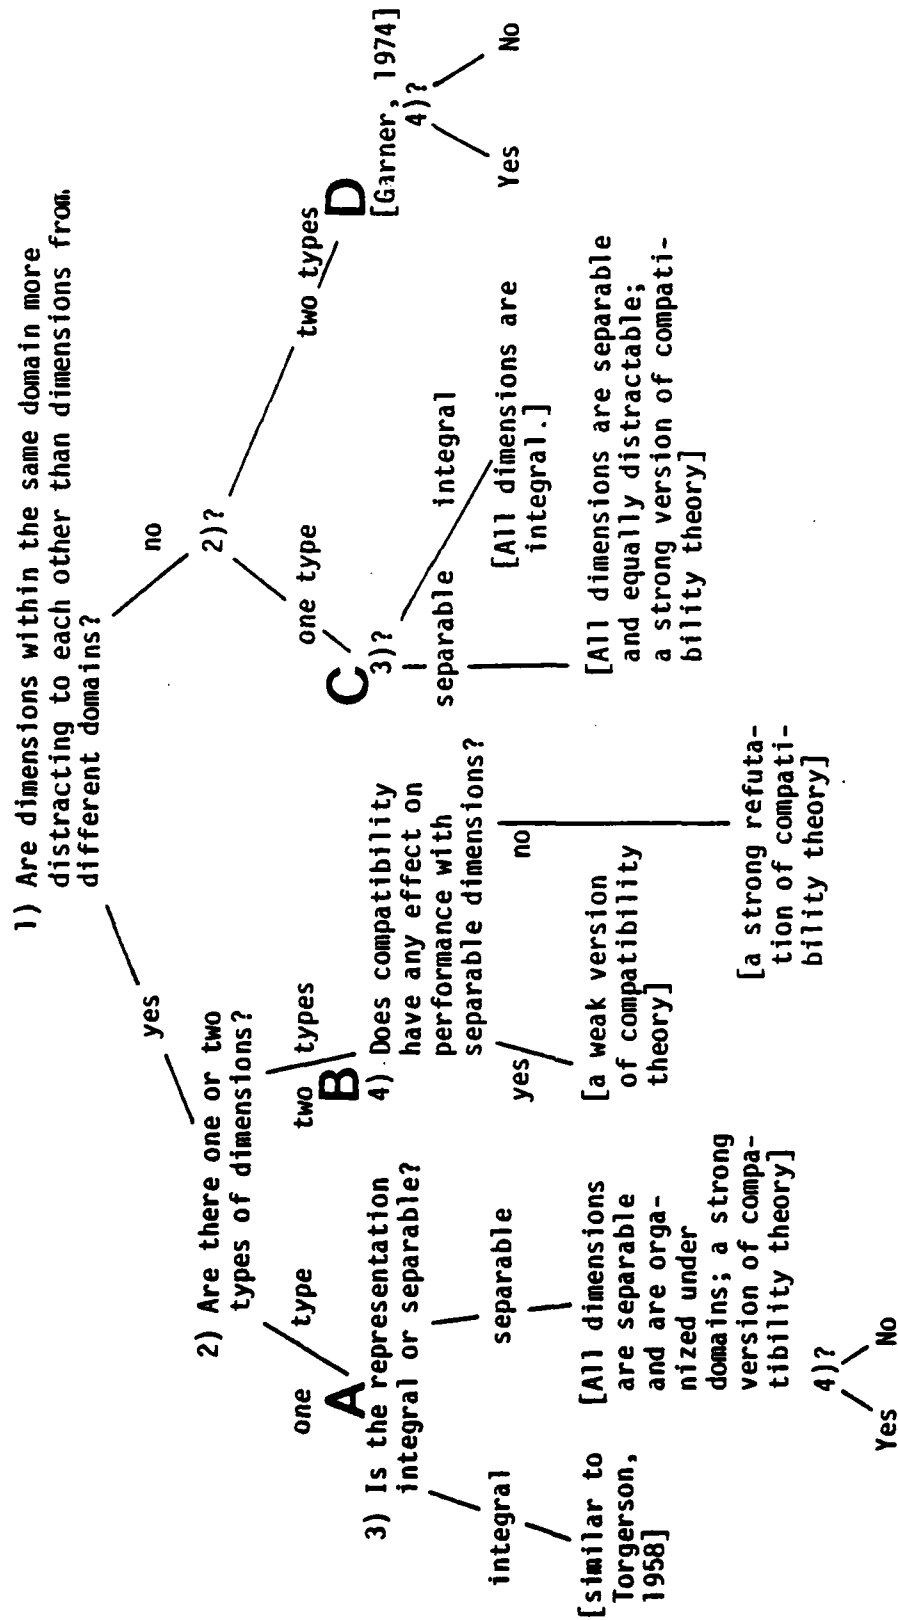 1) Are dimensions within the same domain more
distracting to each other than dimensions from
different domains?
yes
no
2) Are there one or two
types of dimensions?
2)?
one type
two types
one type
two types
A
3) Is the representation
integral or separable?
B
4) Does compatibility
have any effect on
performance with
separable dimensions?
C
3)?
D
[Garner, 1974]
4)?
Yes
No
integral
separable
yes
no
separable
integral
[similar to
Torgerson,
1958]
[All dimensions
are separable
and are orga-
nized under
domains; a strong
version of compa-
tibility theory]
4)?
Yes
No
[a weak version
of compatibility
theory]
[a strong refuta-
tion of compati-
bility theory]
[All dimensions are separable
and equally distractable;
a strong version of compati-
bility theory]
[All dimensions are
integral.]